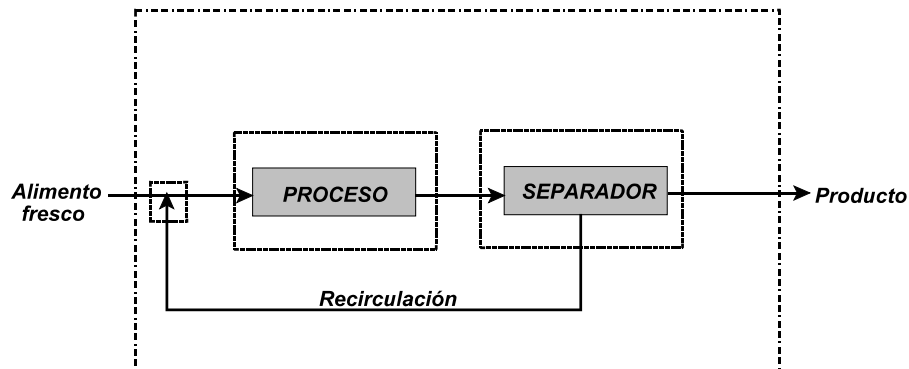 Alimento
fresco
PROCESO
SEPARADOR
Producto
Recirculación